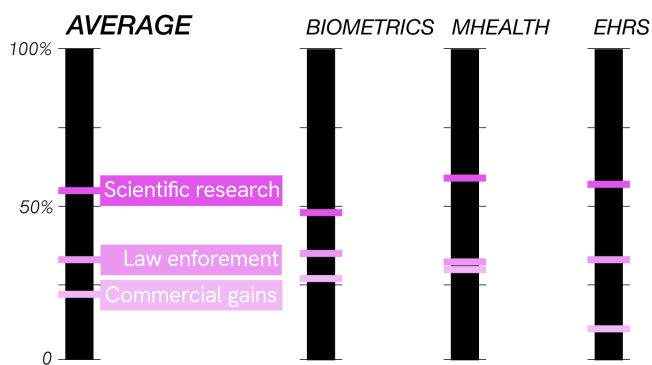 AVERAGE
BIOMETRICS
MHEALTH
EHRS
100%
Scientific research
50%
Law enforement
Commercial gains
0